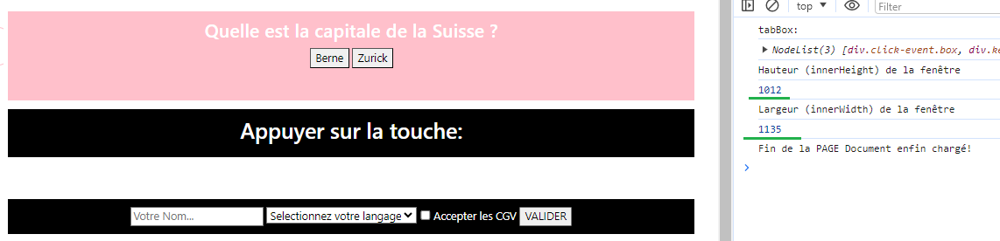 Quelle est la capitale de la Suisse ?
Berne Zurick
Appuyer sur la touche:
Votre Nom... Selectionnez votre langage Accepter les CGV VALIDER
top Filter
tabBox:
NodeList(3) [div.click-event.box, div.ke
Hauteur (innerHeight) de la fenêtre
1012
Largeur (innerWidth) de la fenêtre
1135
Fin de la PAGE Document enfin chargé!